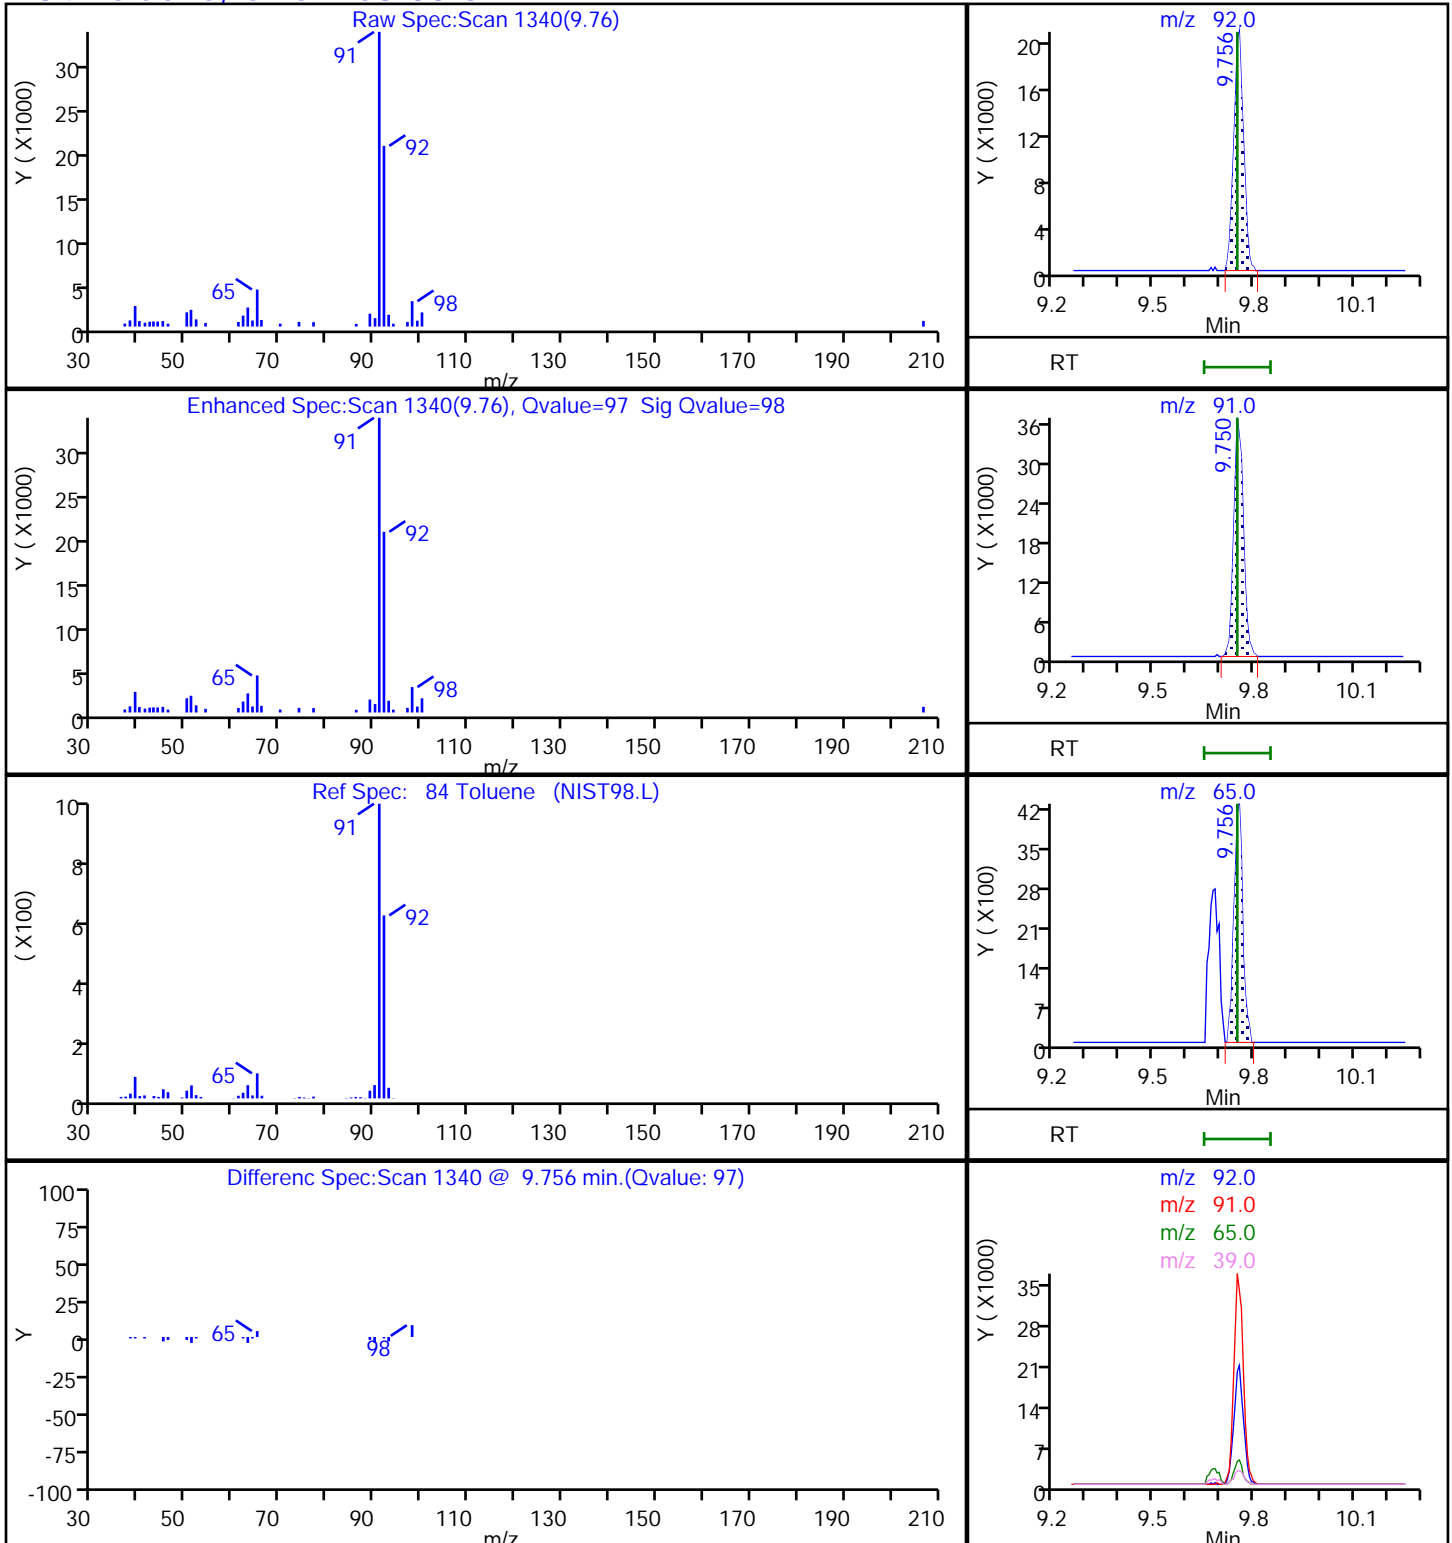 Raw Spec:Scan 1340(9.76)
Y ( X1000)
30
25
20
15
10
5
0
91
92
65
98
30 50 70 90 110 130 150 170 190 210
m/z
m/z 92.0
Y ( X1000)
20
16
12
8
4
0
9.756
9.2 9.5 9.8 10.1
Min
RT
Enhanced Spec:Scan 1340(9.76), Qvalue=97 Sig Qvalue=98
Y ( X1000)
30
25
20
15
10
5
0
91
92
65
98
30 50 70 90 110 130 150 170 190 210
m/z
m/z 91.0
Y ( X1000)
36
30
24
18
12
6
0
9.750
9.2 9.5 9.8 10.1
Min
RT
Ref Spec: 84 Toluene (NIST98.L)
( X100)
10
8
6
4
2
0
91
92
65
30 50 70 90 110 130 150 170 190 210
m/z 65.0
Y ( X100)
42
35
28
21
14
7
0
9.756
9.2 9.5 9.8 10.1
Min
RT
Differenc Spec:Scan 1340 @ 9.756 min.(Qvalue: 97)
Y
100
75
50
25
0
-25
-50
-75
-100
65
98
30 50 70 90 110 130 150 170 190 210
m/z
m/z 92.0
m/z 91.0
m/z 65.0
m/z 39.0
Y ( X1000)
35
28
21
14
7
0
9.2 9.5 9.8 10.1
Min